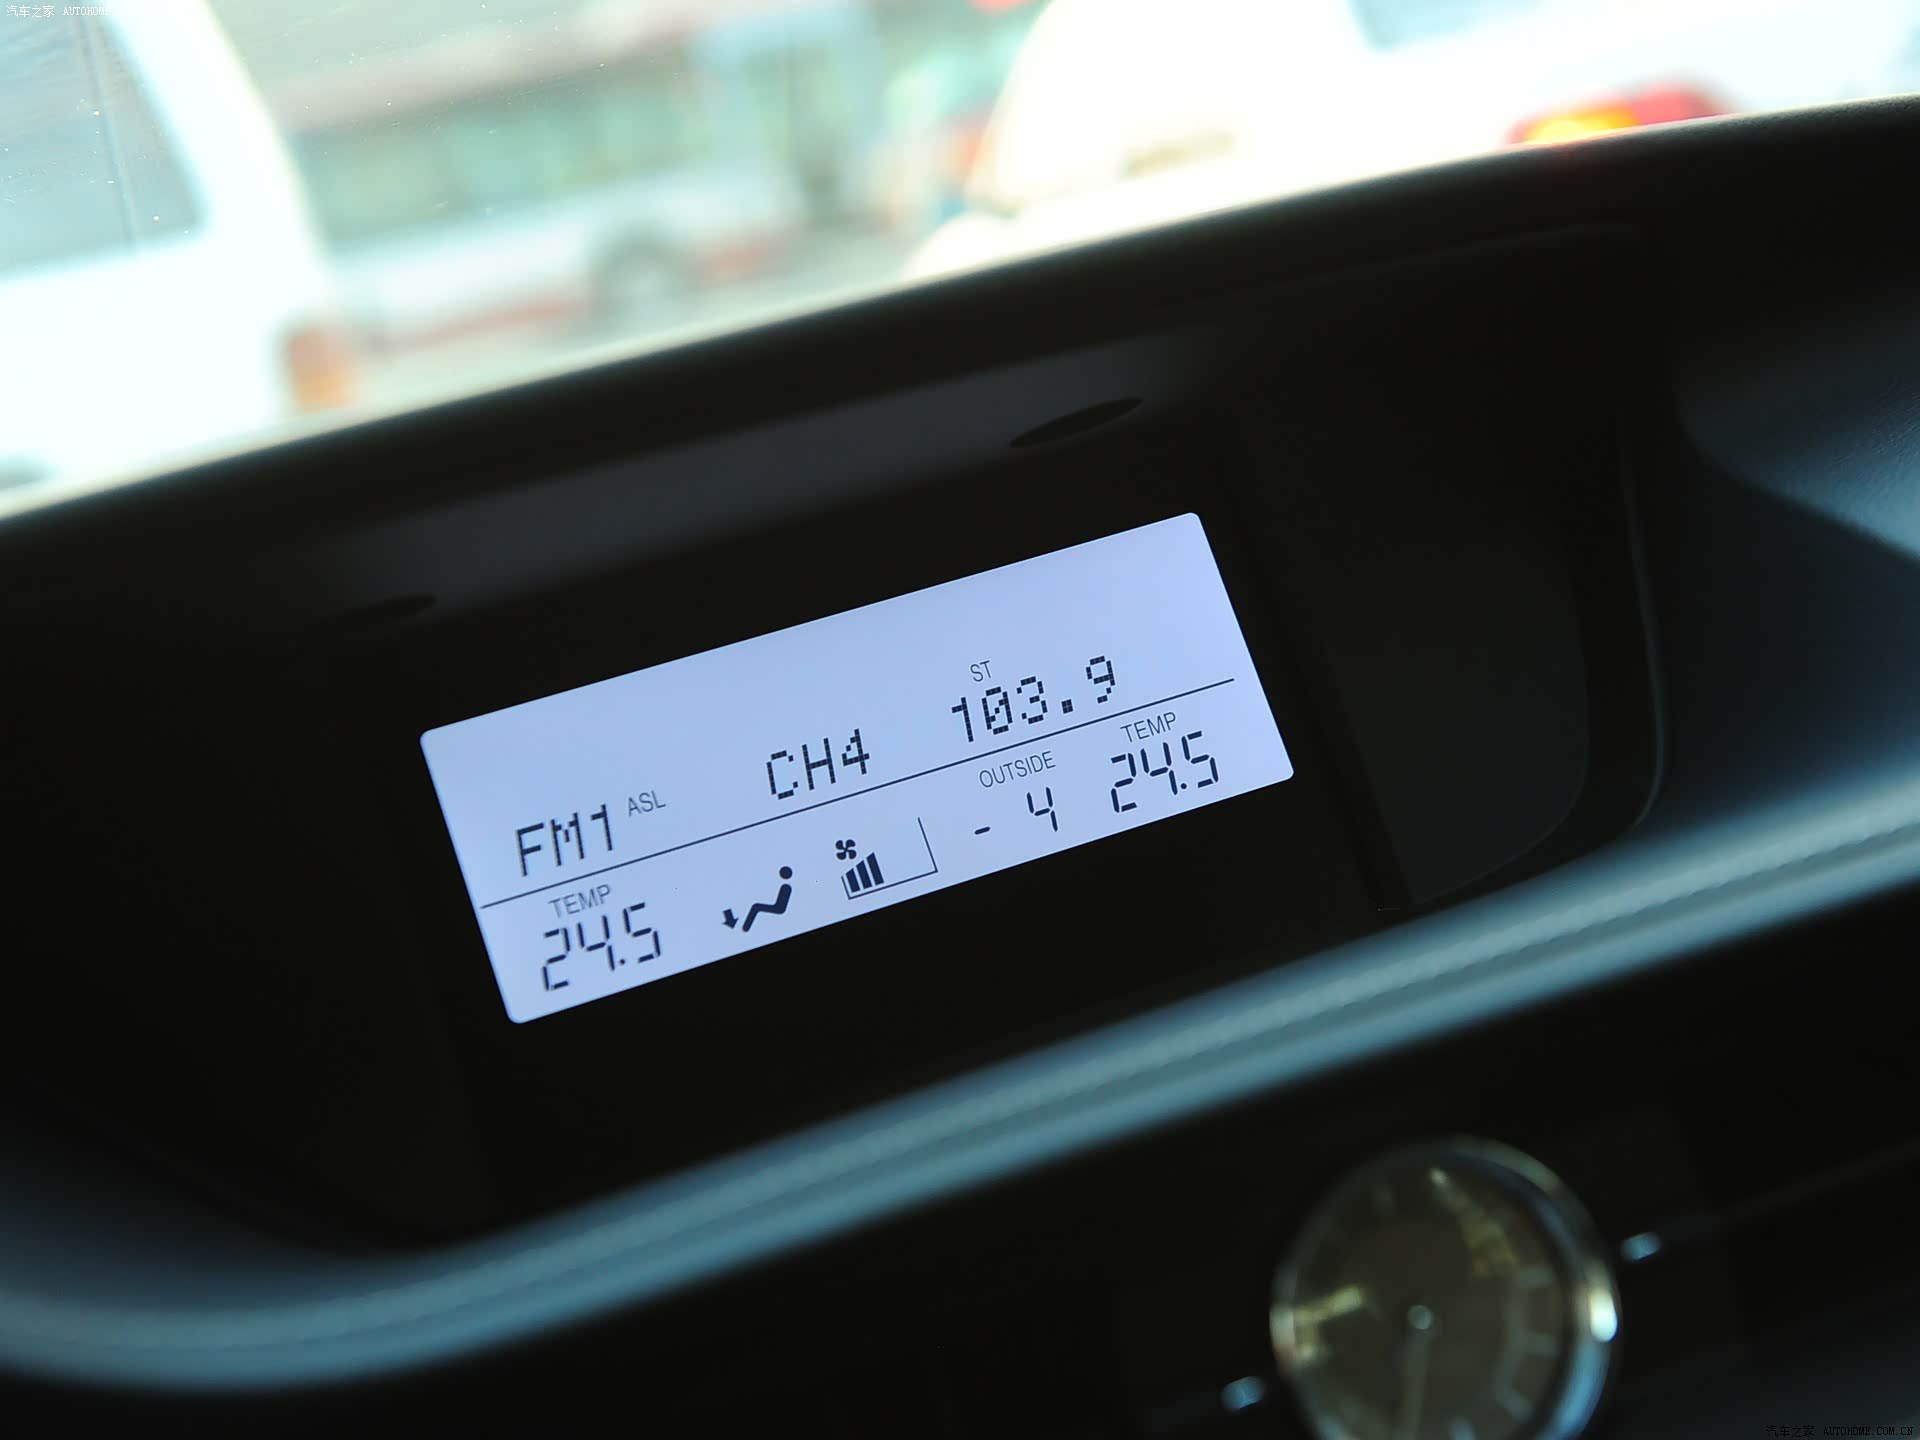 汽车之家 AUTOHOME
ST
FM1 ASL CH4 103.9
TEMP OUTSIDE TEMP
24.5 -4 24.5
汽车之家 AUTOHOME.COM.CN